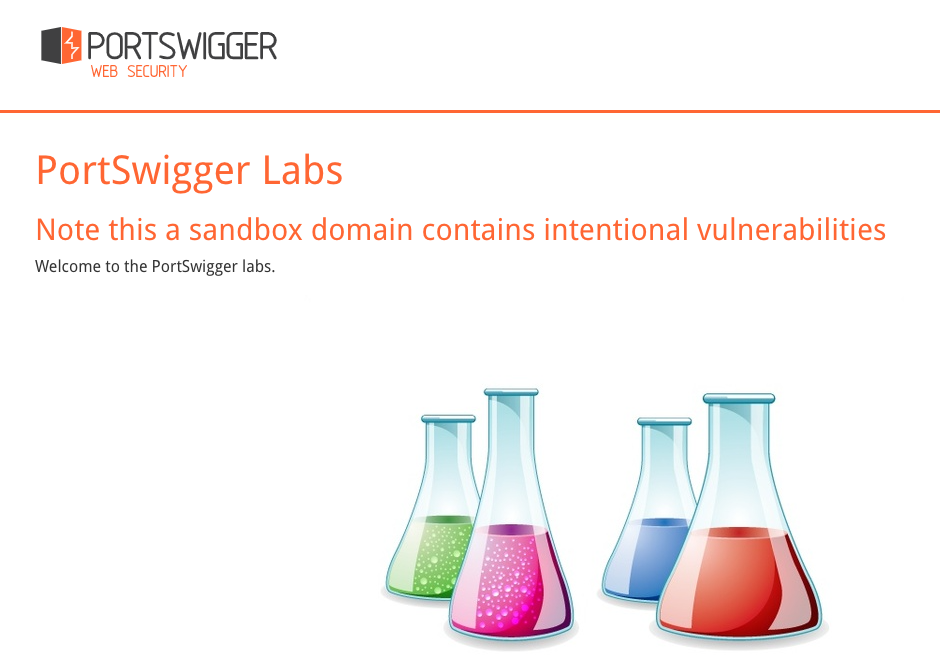 PORTSWIGGER
WEB SECURITY
PortSwigger Labs
Note this a sandbox domain contains intentional vulnerabilities
Welcome to the PortSwigger labs.